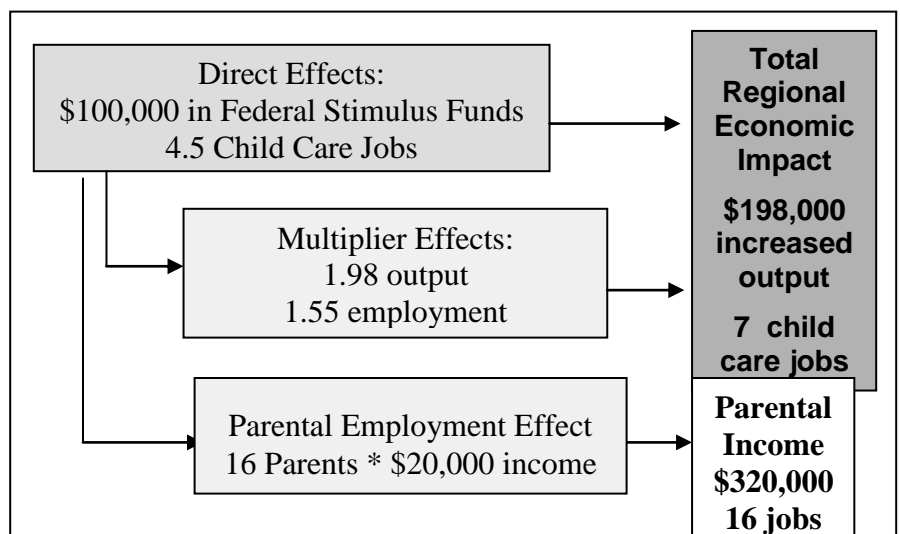 Direct Effects:
$100,000 in Federal Stimulus Funds
4.5 Child Care Jobs
Multiplier Effects:
1.98 output
1.55 employment
Parental Employment Effect
16 Parents * $20,000 income
Total
Regional
Economic
Impact
$198,000
increased
output
7 child
care jobs
Parental
Income
$320,000
16 jobs